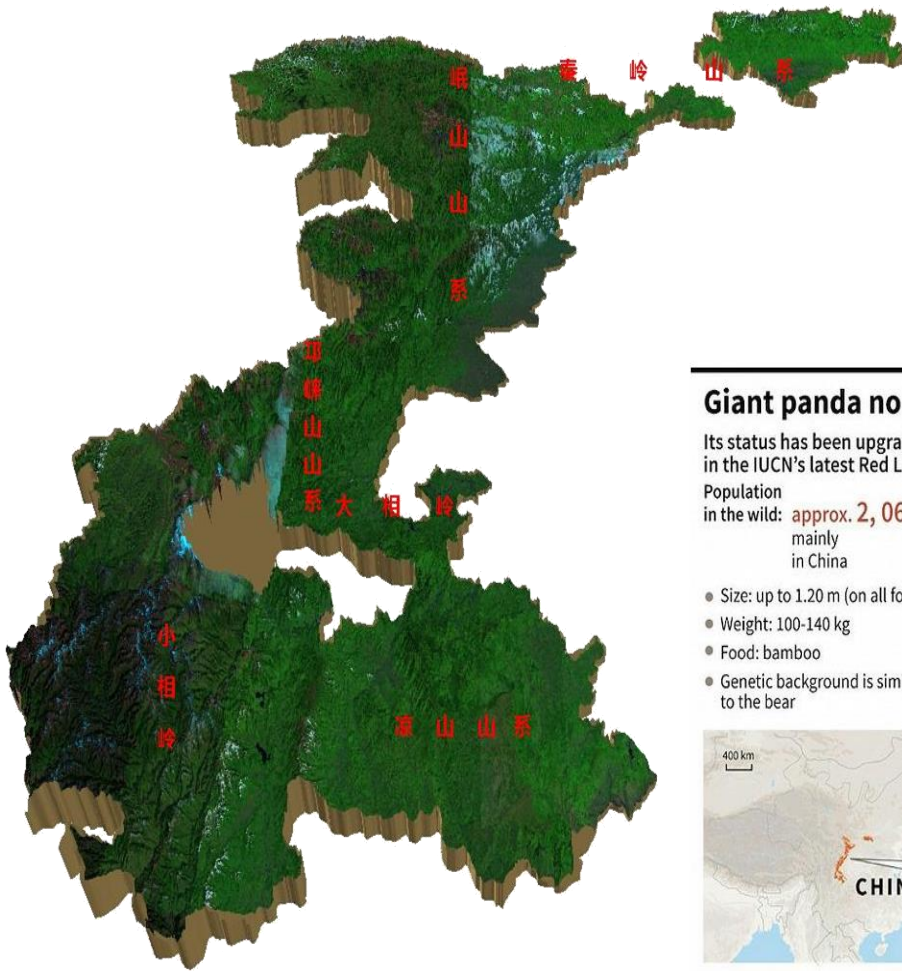 秦岭山系
岷山山系
邛崃山山系
大相岭
小相岭
凉山山系
Giant panda no
Its status has been upgra
in the IUCN's latest Red L
Population
in the wild: approx. 2, 06
mainly
in China
• Size: up to 1.20 m (on all fo
• Weight: 100-140 kg
• Food: bamboo
• Genetic background is sim
to the bear
400 km
CHIN